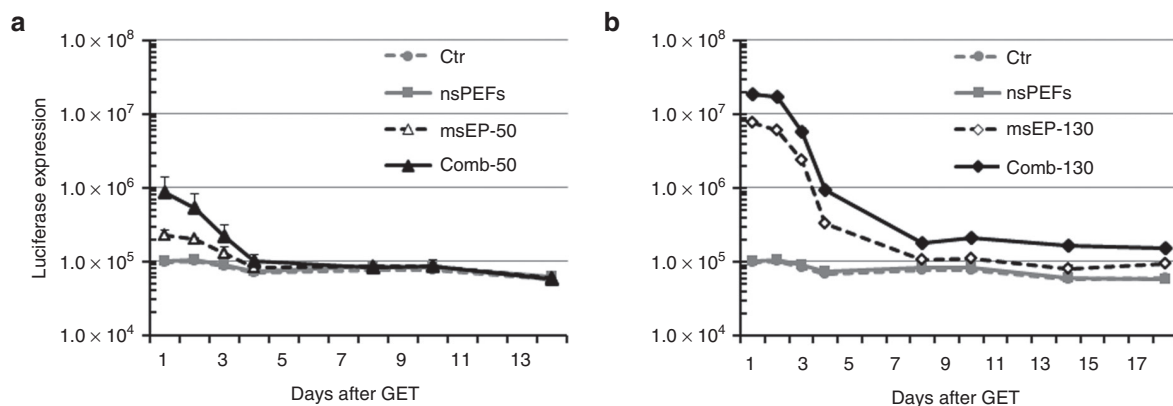 a
1.0 × 10⁸
1.0 × 10⁷
1.0 × 10⁶
1.0 × 10⁵
1.0 × 10⁴
Luciferase expression
Ctr
nsPEFs
msEP-50
Comb-50
1 3 5 7 9 11 13
Days after GET
b
1.0 × 10⁸
1.0 × 10⁷
1.0 × 10⁶
1.0 × 10⁵
1.0 × 10⁴
Ctr
nsPEFs
msEP-130
Comb-130
1 3 5 7 9 11 13 15 17
Days after GET